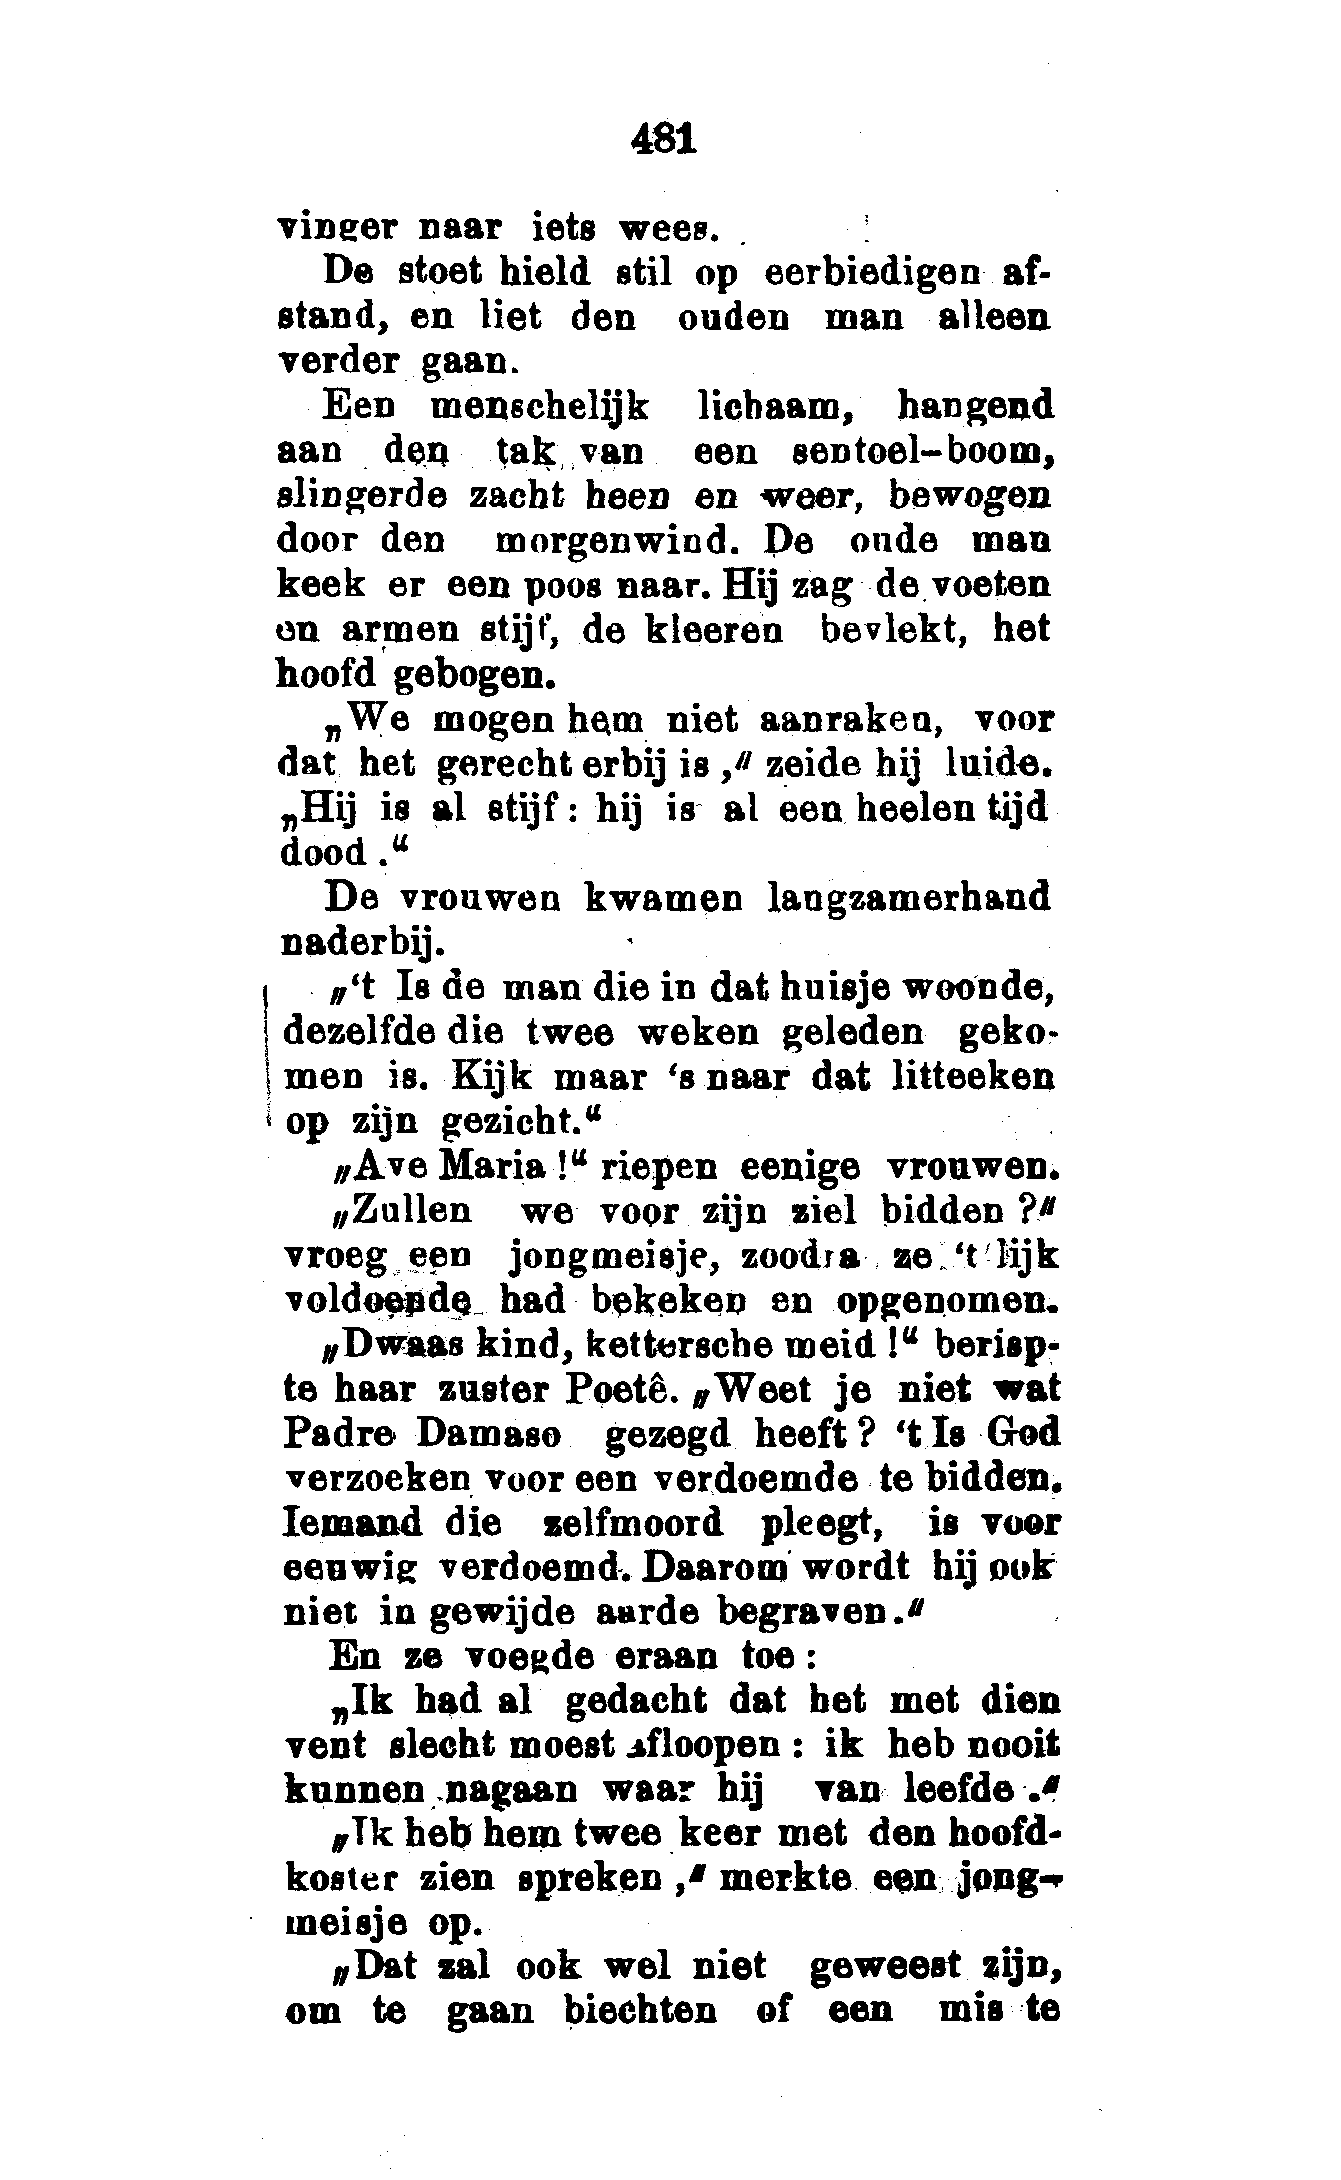 481
vinger naar iets wees.
De stoet hield stil op eerbiedigen af-
stand, en liet den ouden man alleen
verder gaan.
Een menschelijk lichaam, hangend
aan den tak van een sentoel-boom,
slingerde zacht heen en weer, bewogen
door den morgenwind. De oude man
keek er een poos naar. Hij zag de voeten
en armen stijf, de kleeren bevlekt, het
hoofd gebogen.
„We mogen hem niet aanraken, voor
dat het gerecht erbij is ,“ zeide hij luide.
„Hij is al stijf: hij is al een heelen tijd
dood .“
De vrouwen kwamen langzamerhand
naderbij.
„‘t Is de man die in dat huisje woonde,
dezelfde die twee weken geleden geko-
men is. Kijk maar ‘s naar dat litteeken
op zijn gezicht.“
„Ave Maria !“ riepen eenige vrouwen.
„Zullen we voor zijn ziel bidden ?“
vroeg een jongmeisje, zoodra ze ‘t lijk
voldoende had bekeken en opgenomen.
„Dwaas kind, kettersche meid !“ berisp-
te haar zuster Poetê. „Weet je niet wat
Padre Damaso gezegd heeft ? ‘t Is God
verzoeken voor een verdoemde te bidden.
Iemand die zelfmoord pleegt, is voor
eeuwig verdoemd. Daarom wordt hij ook
niet in gewijde aarde begraven.“
En ze voegde eraan toe :
„Ik had al gedacht dat het met dien
vent slecht moest afloopen : ik heb nooit
kunnen nagaan waar hij van leefde .“
„Ik heb hem twee keer met den hoofd-
koster zien spreken ,“ merkte een jong-
meisje op.
„Dat zal ook wel niet geweest zijn,
om te gaan biechten of een mis te